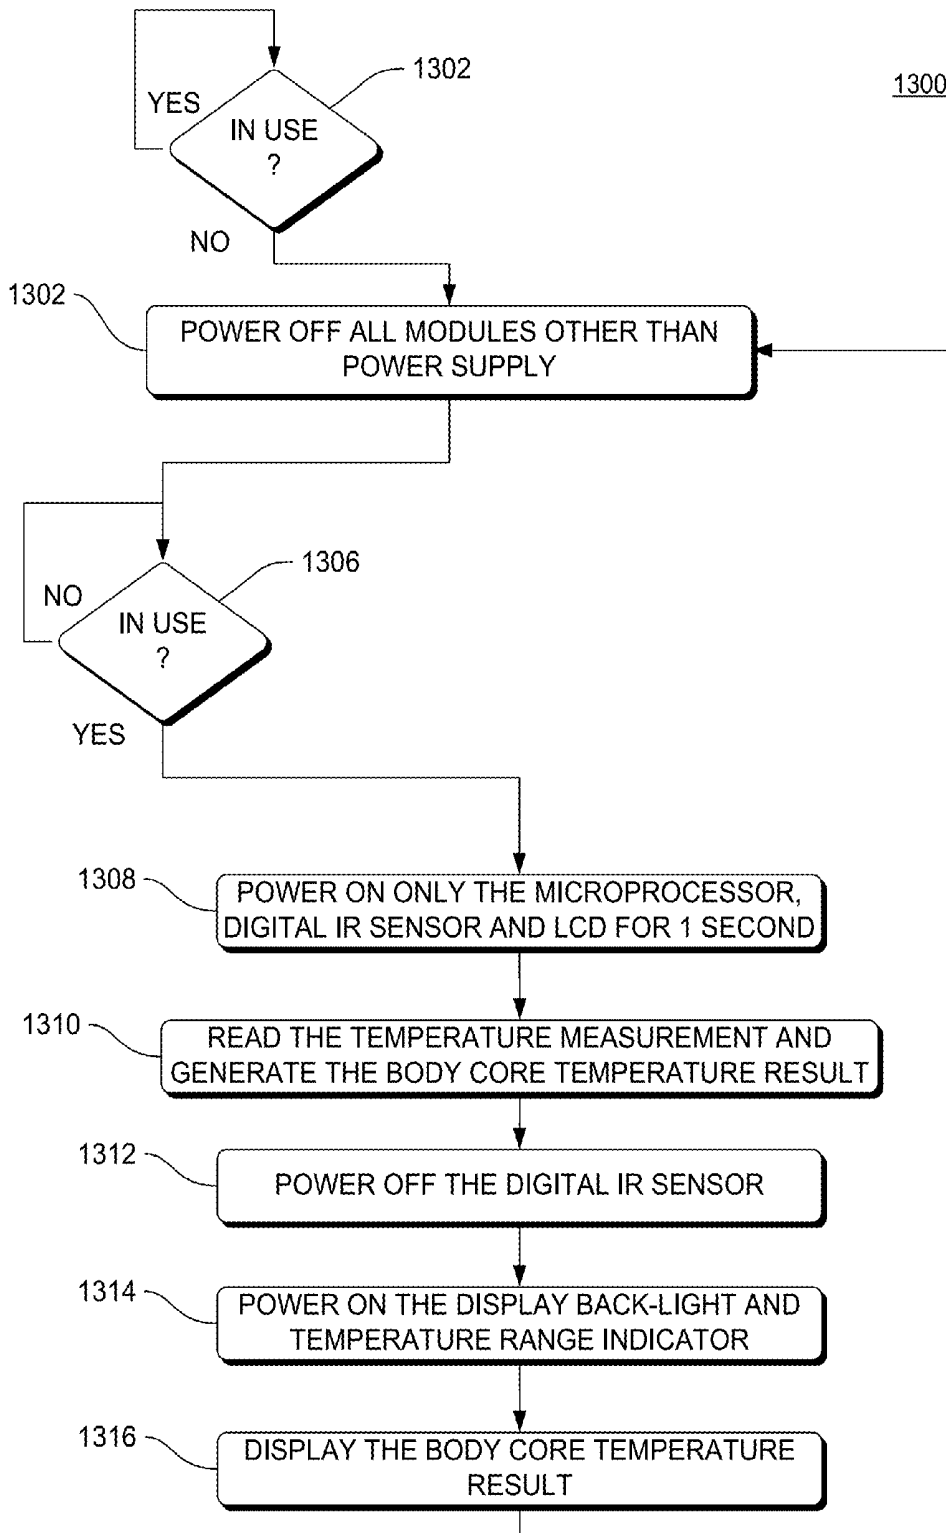 1302
1300
YES
IN USE
?
NO
1302
POWER OFF ALL MODULES OTHER THAN
POWER SUPPLY
1306
NO
IN USE
?
YES
1308
POWER ON ONLY THE MICROPROCESSOR,
DIGITAL IR SENSOR AND LCD FOR 1 SECOND
1310
READ THE TEMPERATURE MEASUREMENT AND
GENERATE THE BODY CORE TEMPERATURE RESULT
1312
POWER OFF THE DIGITAL IR SENSOR
1314
POWER ON THE DISPLAY BACK-LIGHT AND
TEMPERATURE RANGE INDICATOR
1316
DISPLAY THE BODY CORE TEMPERATURE
RESULT